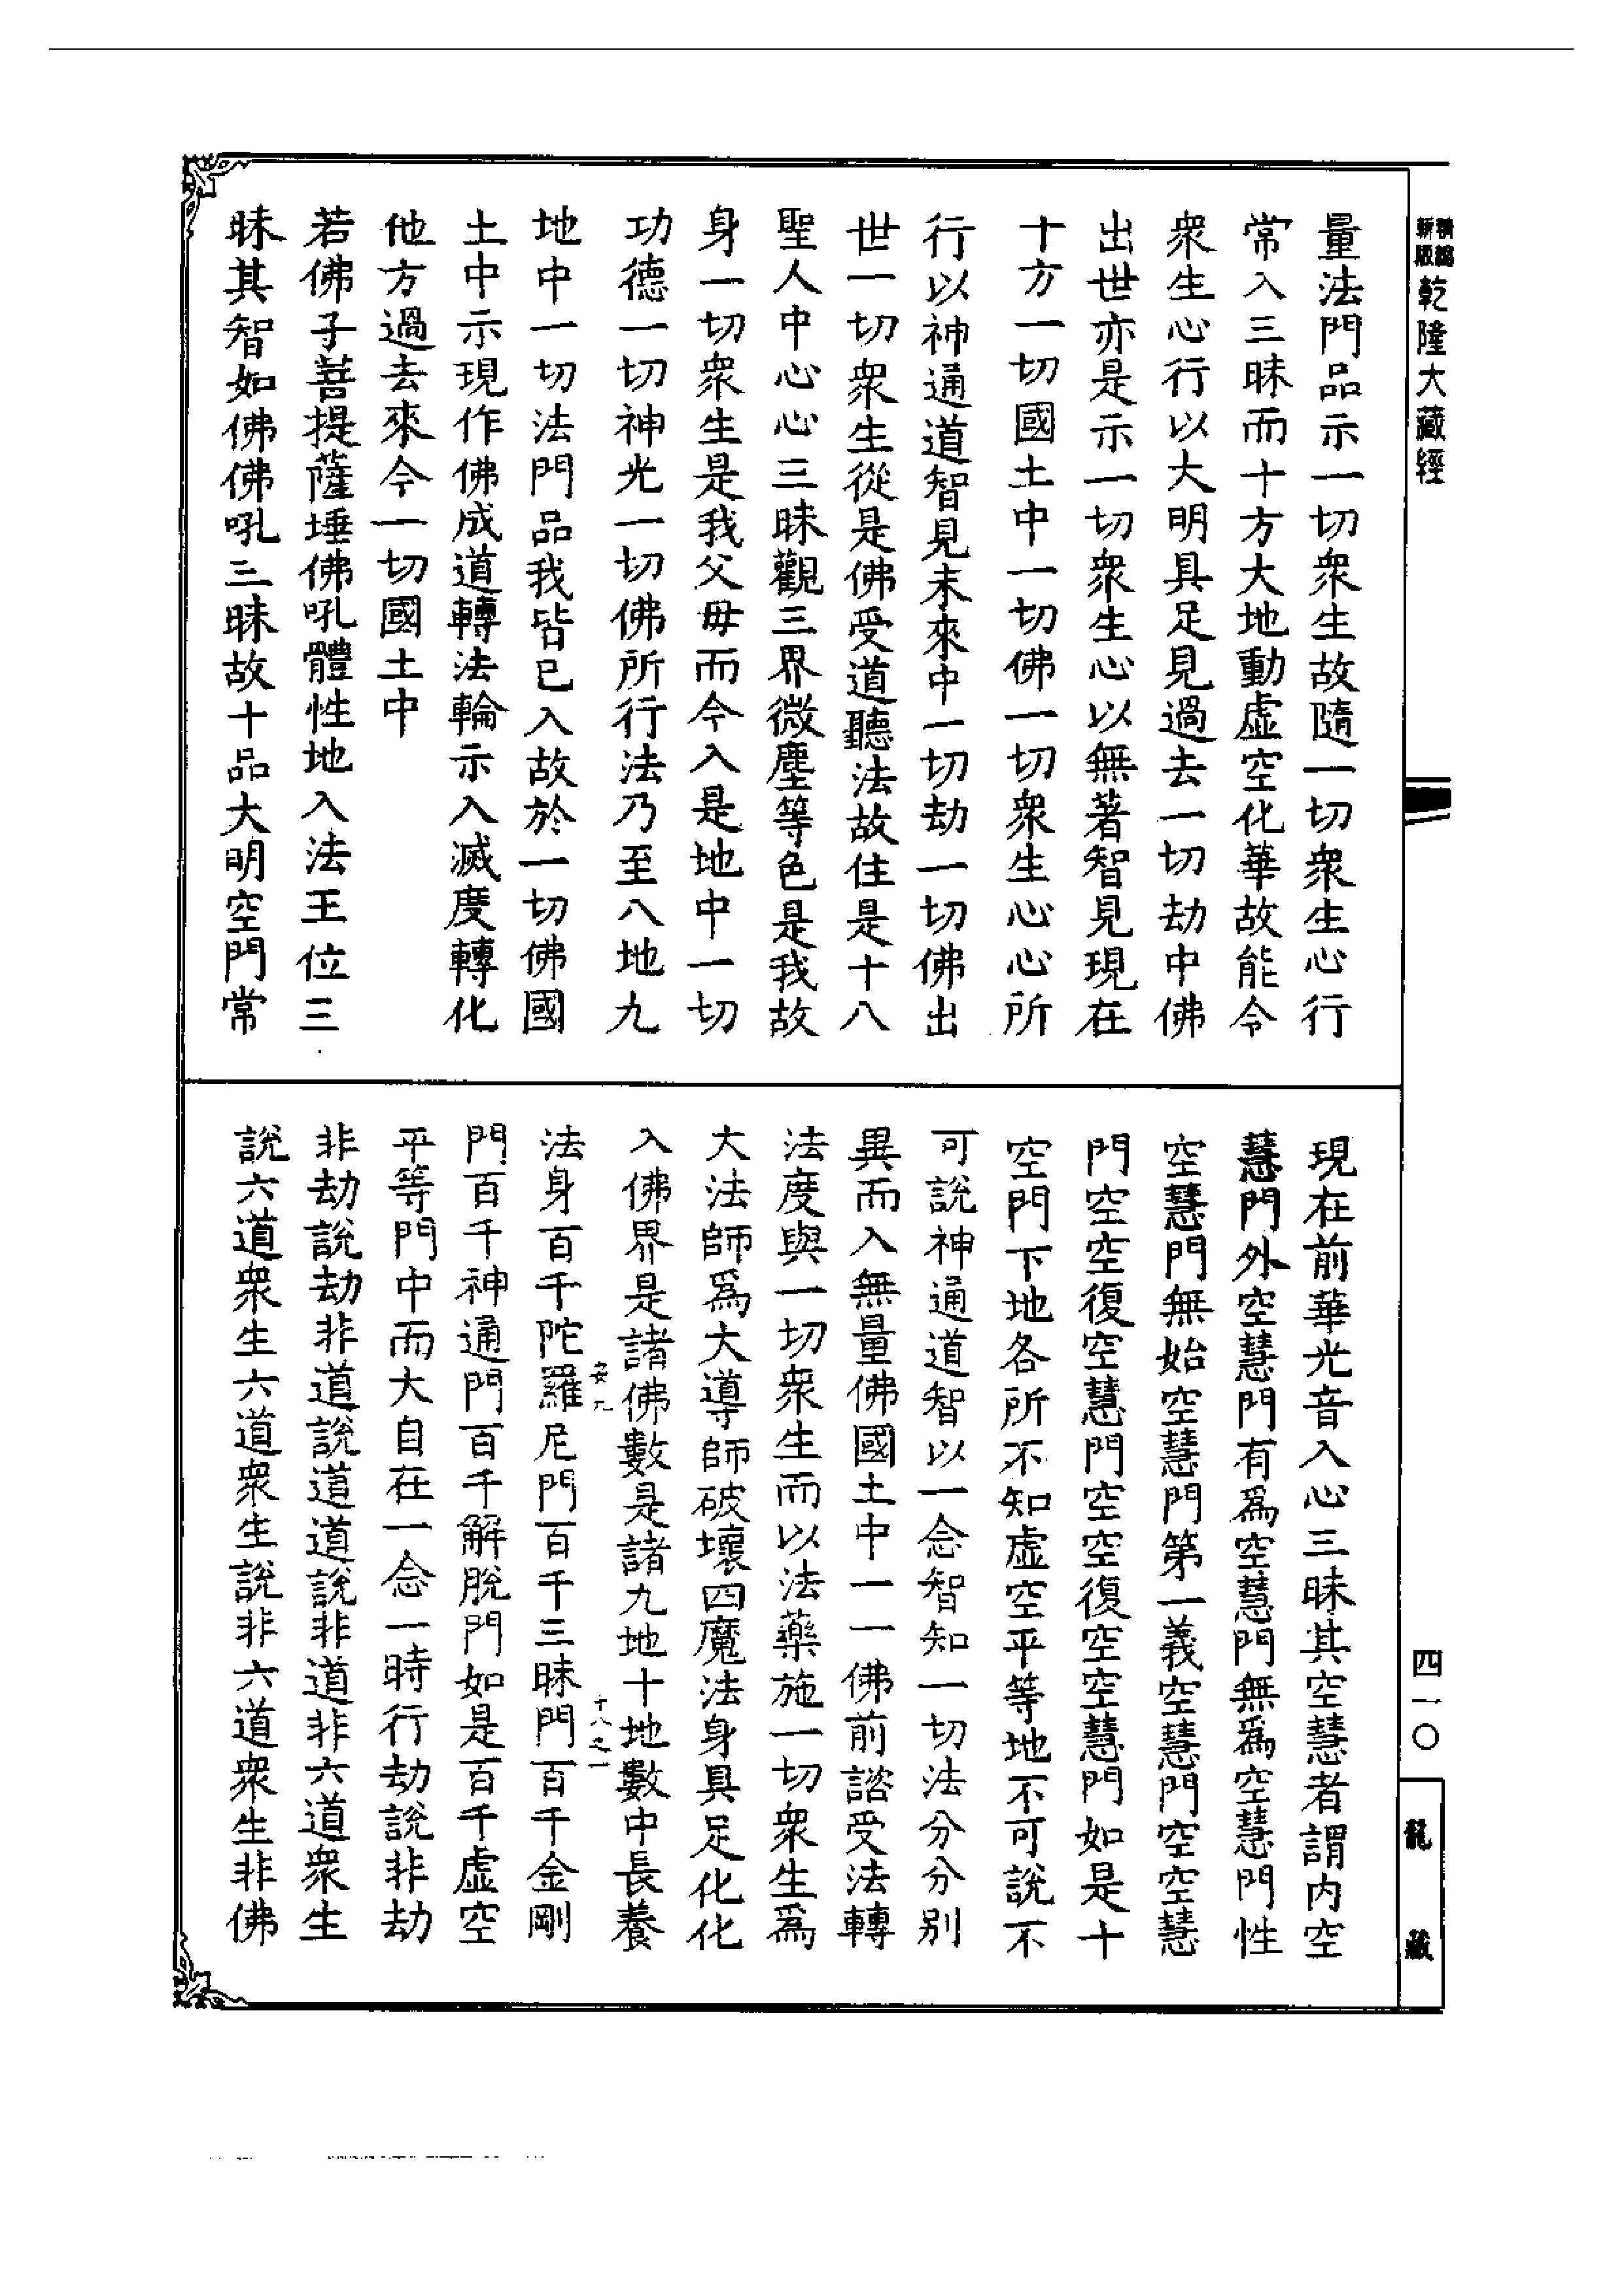 新編
新版
乾隆大藏經
量法門品示一切衆生故隨一切衆生心行
常入三昧而十方大地動虛空化華故能令
衆生心行以大明具足見過去一切劫中佛
出世亦是示一切衆生心以無著智見現在
十方一切國土中一切佛一切衆生心心所
行以神通道智見未來中一切劫一切佛出
世一切衆生從是佛受道聽法故住是十八
聖人中心心三昧觀三界微塵等色是我故
身一切衆生是我父毋而今入是地中一切
功德一切神光一切佛所行法乃至八地九
地中一切法門品我皆已入故於一切佛國
土中示現作佛成道轉法輪示入滅度轉化
他方過去來今一切國土中
若佛子菩提薩埵佛吼體性地入法王位三
昧其智如佛佛吼三昧故十品大明空門常
現在前華光音入心三昧其空慧者謂内空
慧門外空慧門有爲空慧門無爲空慧門性
空慧門無始空慧門第一義空慧門空空慧
門空空復空慧門空空復空空慧門如是十
空門下地各所不知虛空平等地不可說不
可說神通道智以一念智知一切法分分別
異而入無量佛國土中一一佛前諮受法轉
法度與一切衆生而以法藥施一切衆生爲
大法師爲大導師破壞四魔法身具足化化
入佛界是諸佛數是諸九地十地數中長養
安九
十八之一
法身百千陀羅尼門百千三昧門百千金剛
門百千神通門百千解脫門如是百千虛空
平等門中而大自在一念一時行劫說非劫
非劫說劫非道說道道說非道非六道衆生
說六道衆生六道衆生說非六道衆生非佛
四一〇
龍藏